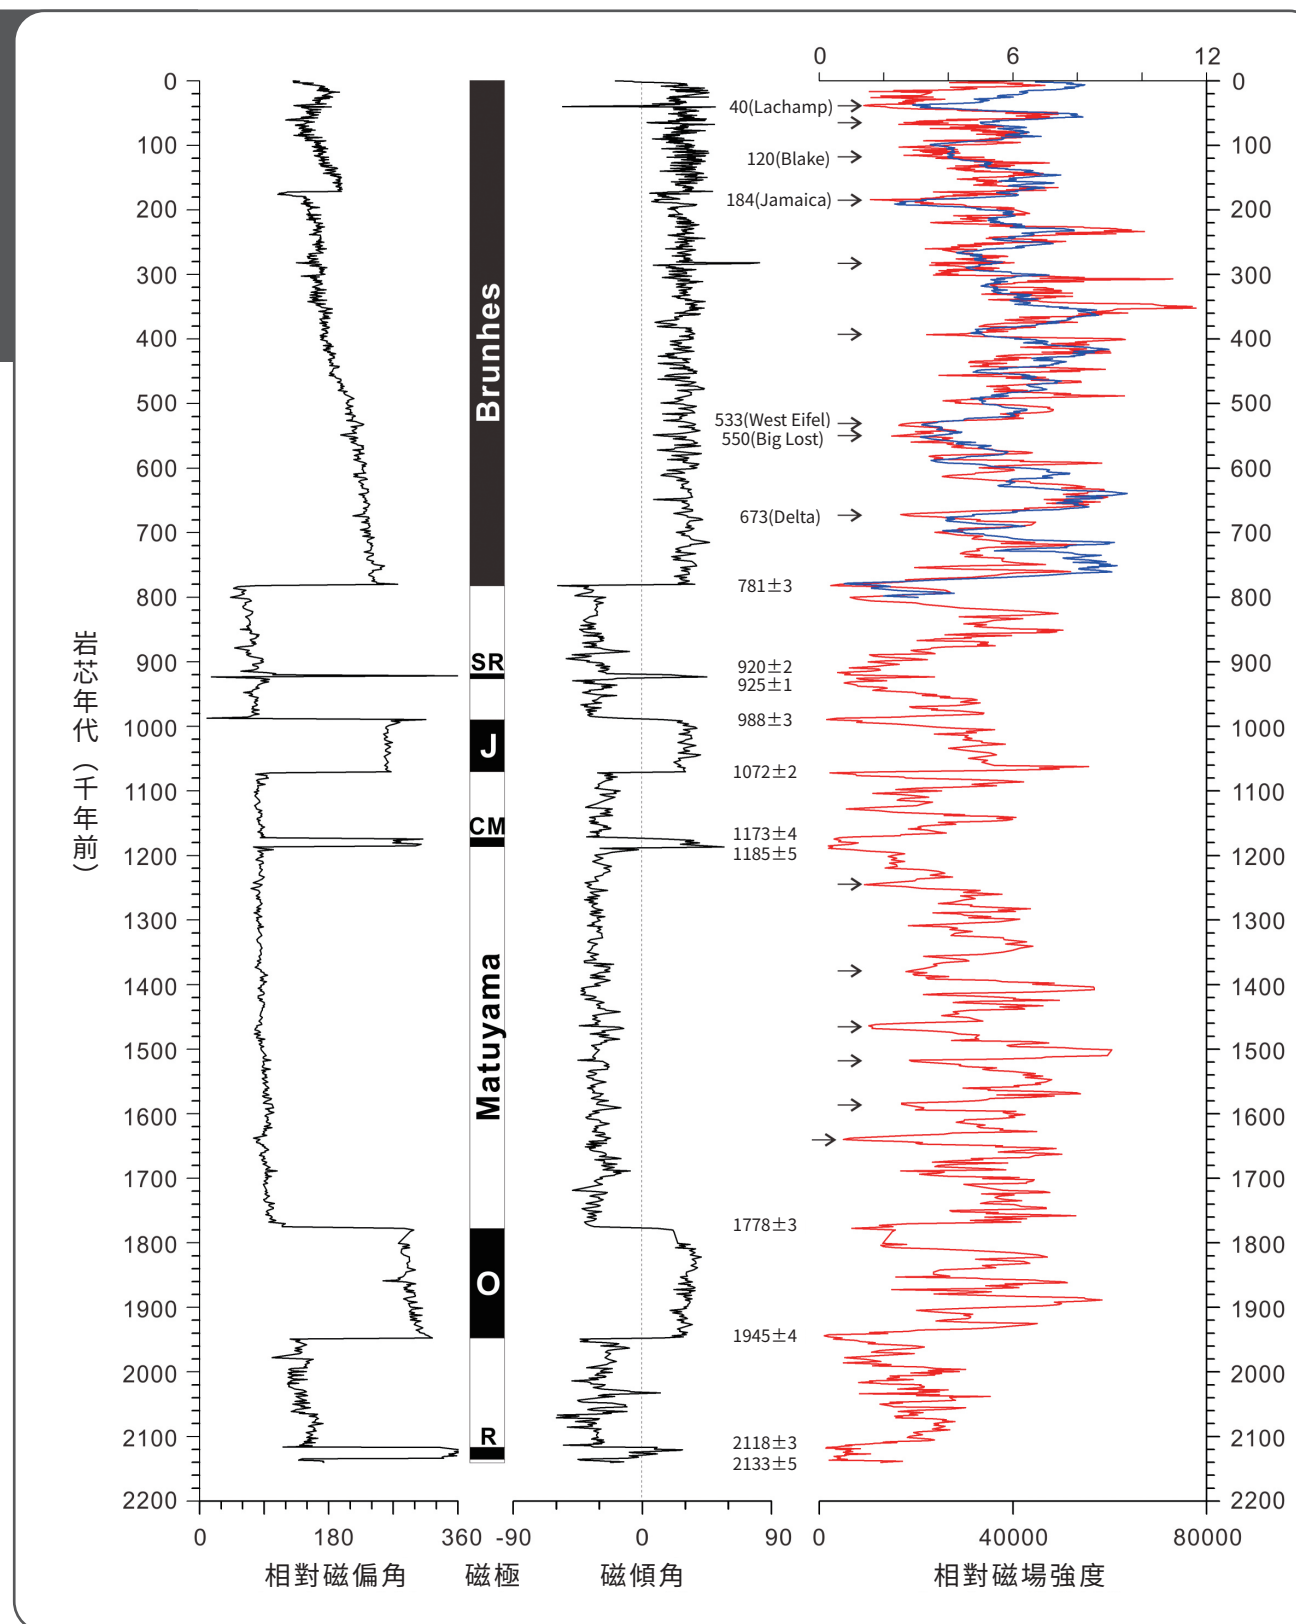 0 6 12
0 0
100 100
200 200
300 300
400 400
500 500
600 600
700 700
800 800
900 900
1000 1000
1100 1100
1200 1200
1300 1300
1400 1400
1500 1500
1600 1600
1700 1700
1800 1800
1900 1900
2000 2000
2100 2100
2200 2200
岩芯年代（千年前）
Brunhes
SR
J
CM
Matuyama
O
R
40(Lachamp)
120(Blake)
184(Jamaica)
533(West Eifel)
550(Big Lost)
673(Delta)
781±3
920±2
925±1
988±3
1072±2
1173±4
1185±5
1778±3
1945±4
2118±3
2133±5
0 180 360 -90 0 90 0 40000 80000
相對磁偏角 磁極 磁傾角 相對磁場強度